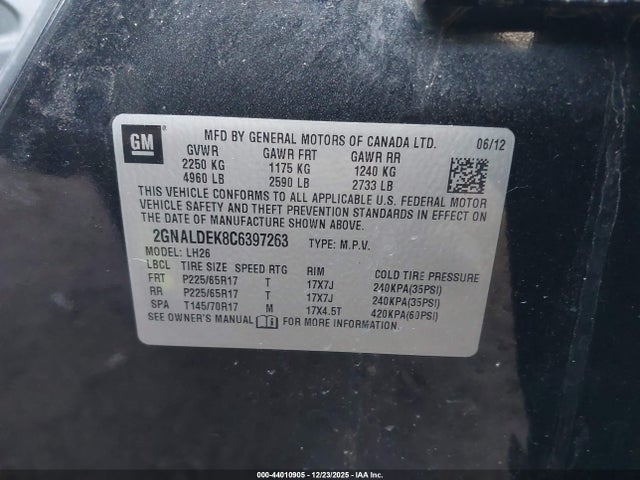 GM
MFD BY GENERAL MOTORS OF CANADA LTD. 06/12
GVWR GAWR FRT GAWR RR
2250 KG 1175 KG 1240 KG
4960 LB 2590 LB 2733 LB
THIS VEHICLE CONFORMS TO ALL APPLICABLE U.S. FEDERAL MOTOR
VEHICLE SAFETY AND THEFT PREVENTION STANDARDS IN EFFECT ON
THE DATE OF MANUFACTURE SHOWN ABOVE.
2GNALDEK8C6397263 TYPE: M.P.V.
MODEL: LH26
LBCL TIRE SIZE SPEED RTG RIM COLD TIRE PRESSURE
FRT P225/65R17 T 17X7J 240KPA(35PSI)
RR P225/65R17 T 17X7J 240KPA(35PSI)
SPA T145/70R17 M 17X4.5T 420KPA(60PSI)
SEE OWNER'S MANUAL FOR MORE INFORMATION
000-44010905 - 12/23/2025 - IAAI.COM